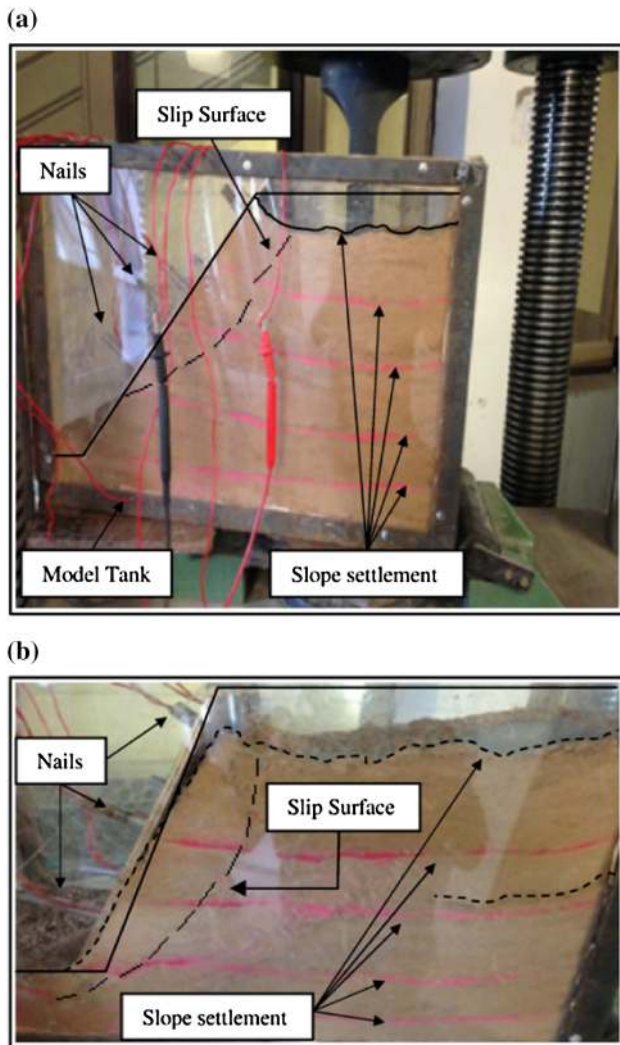 (a)
Slip Surface
Nails
Model Tank
Slope settlement
(b)
Nails
Slip Surface
Slope settlement